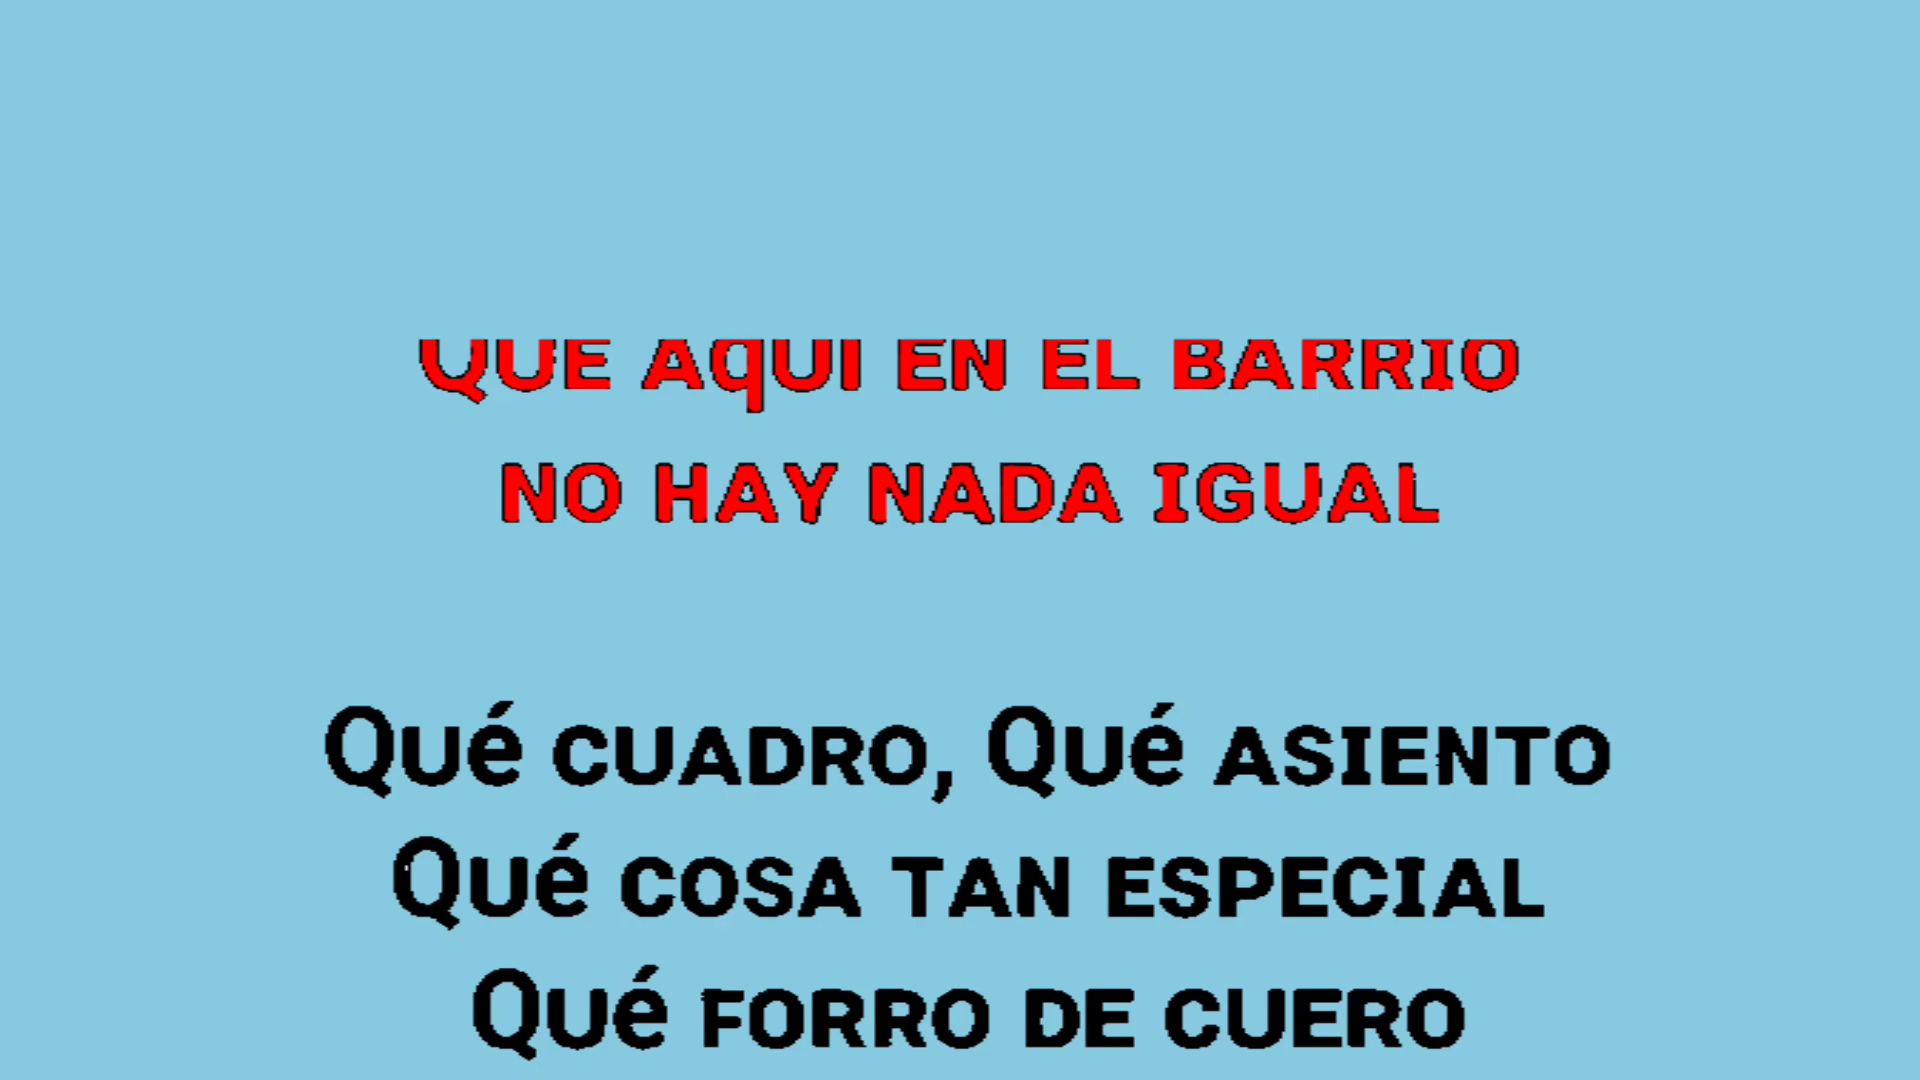 QUE AQUI EN EL BARRIO
NO HAY NADA IGUAL
Qué CUADRO, Qué ASIENTO
Qué COSA TAN ESPECIAL
Qué FORRO DE CUERO